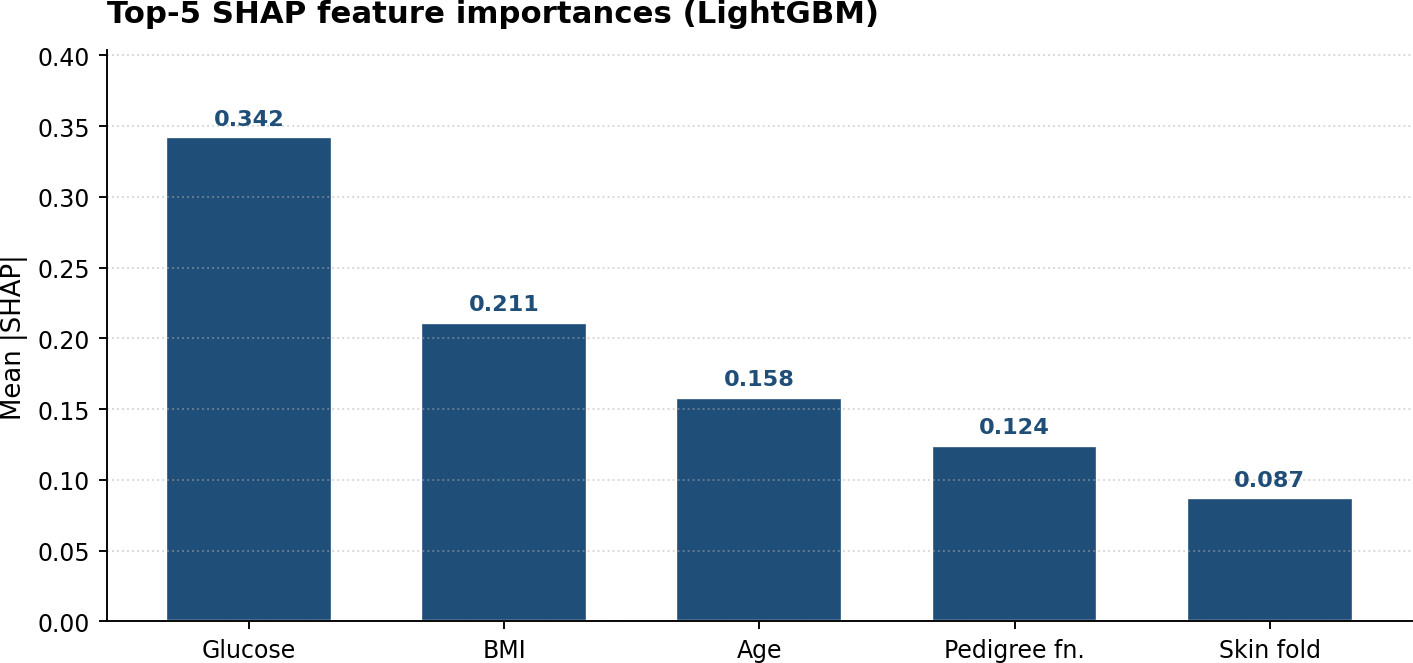 Top-5 SHAP feature importances (LightGBM)
Mean |SHAP|
0.40
0.35
0.30
0.25
0.20
0.15
0.10
0.05
0.00
0.342
0.211
0.158
0.124
0.087
Glucose
BMI
Age
Pedigree fn.
Skin fold